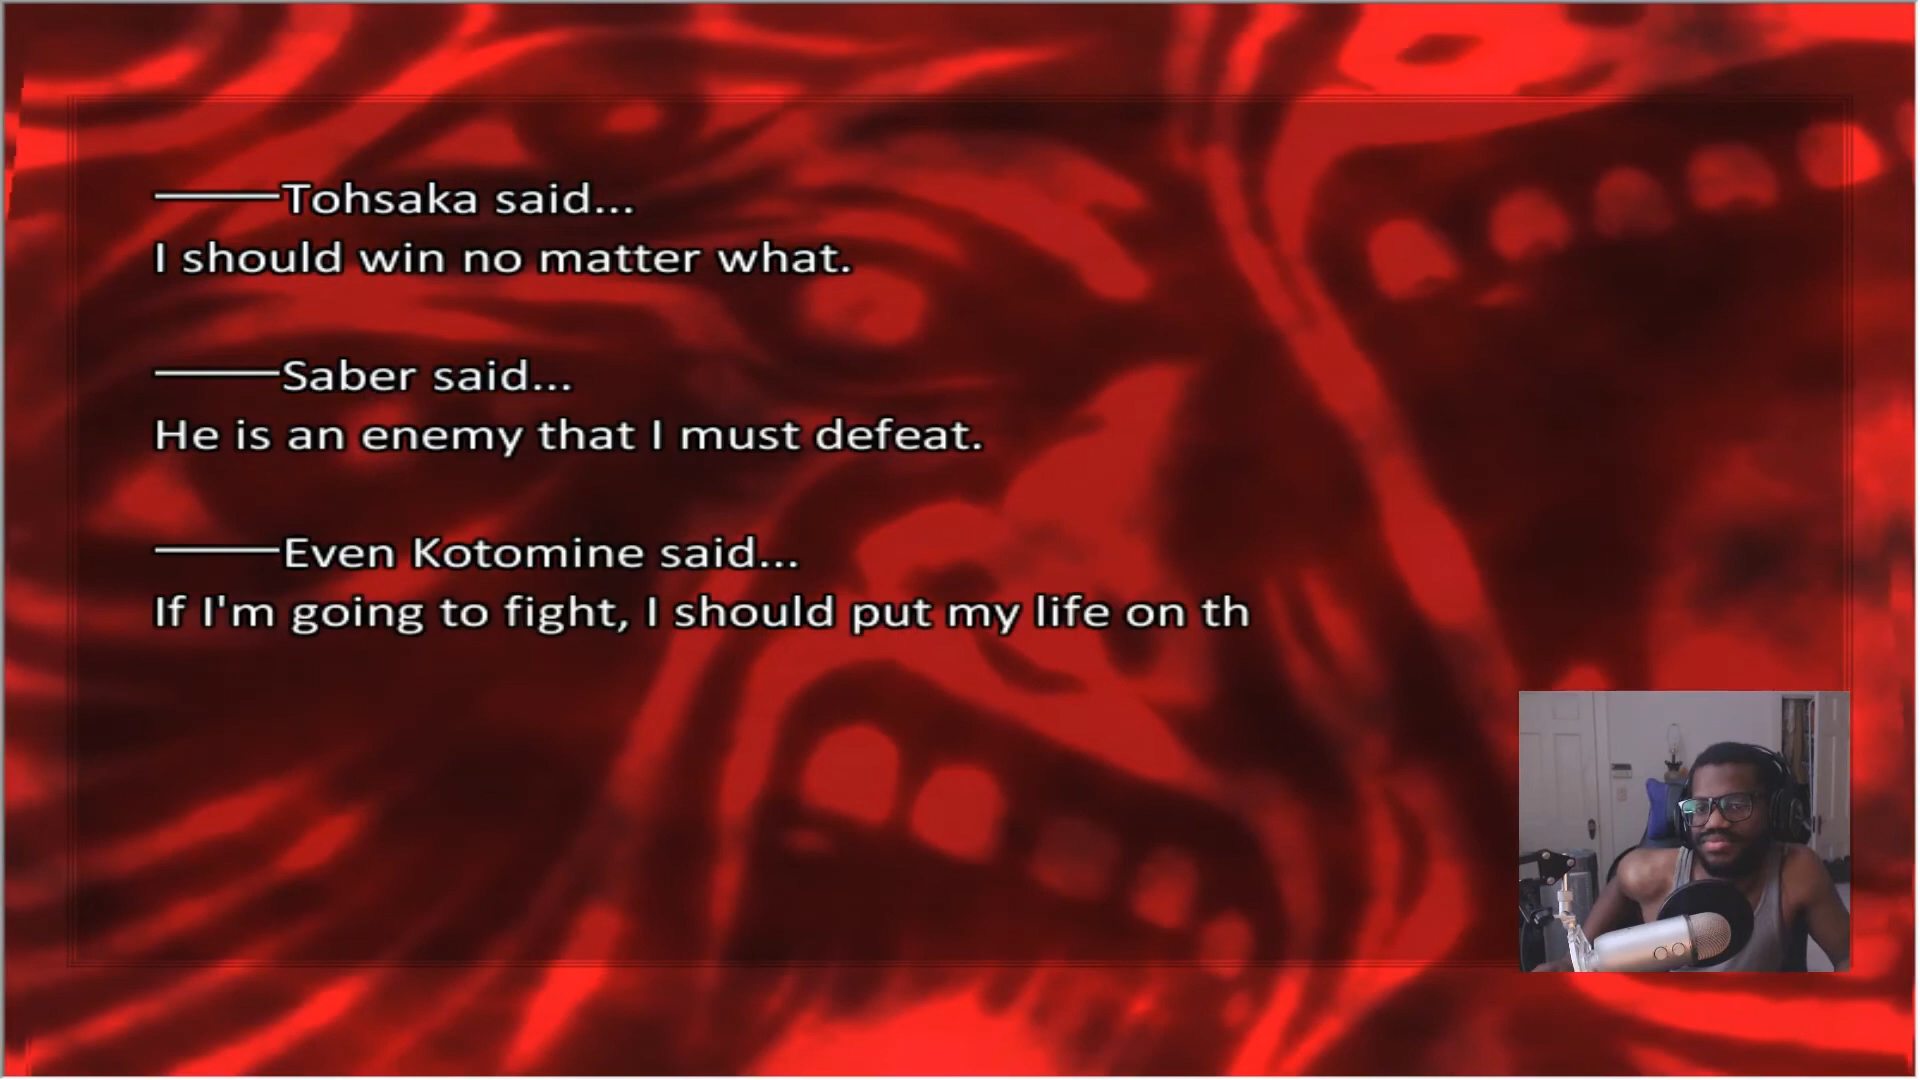 ———Tohsaka said...
I should win no matter what.
———Saber said...
He is an enemy that I must defeat.
———Even Kotomine said...
If I'm going to fight, I should put my life on th